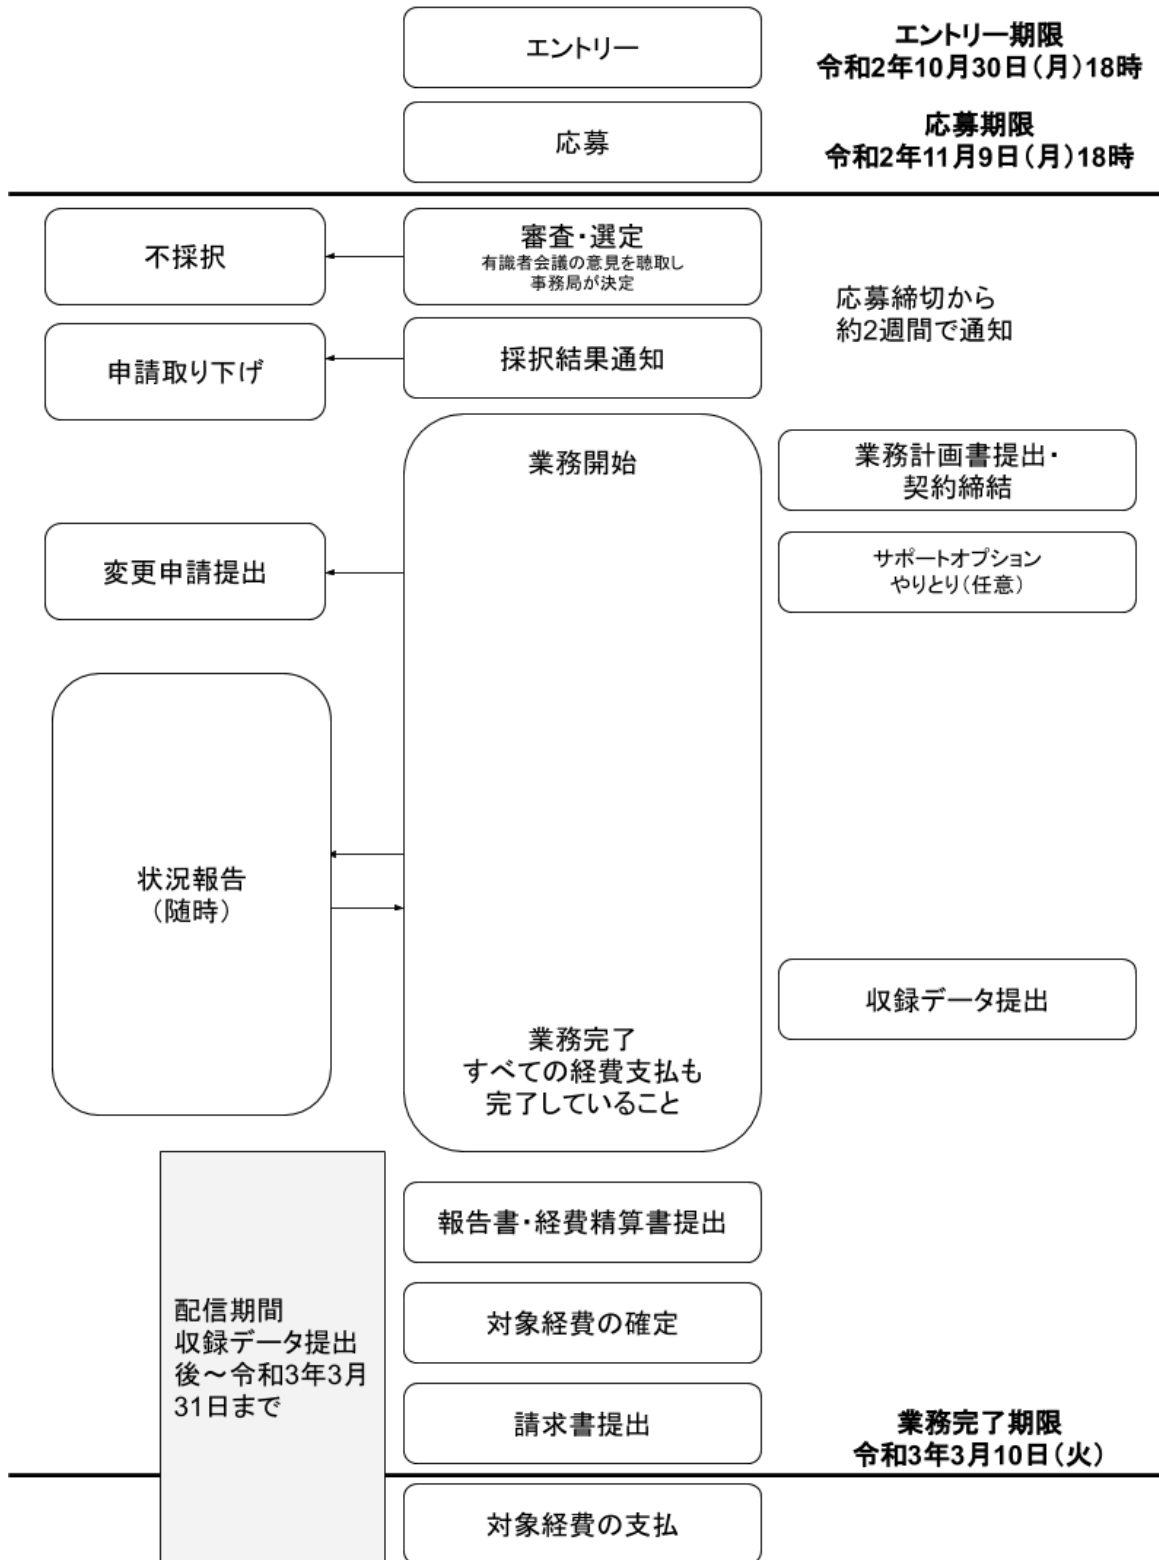 エントリー
エントリー期限
令和2年10月30日（月）18時
応募
応募期限
令和2年11月9日（月）18時
不採択
審査・選定
有識者会議の意見を聴取し
事務局が決定
応募締切から
約2週間で通知
申請取り下げ
採択結果通知
業務開始
業務計画書提出・
契約締結
変更申請提出
サポートオプション
やりとり（任意）
状況報告
（随時）
収録データ提出
業務完了
すべての経費支払も
完了していること
報告書・経費精算書提出
配信期間
収録データ提出
後～令和3年3月
31日まで
対象経費の確定
請求書提出
業務完了期限
令和3年3月10日（火）
対象経費の支払